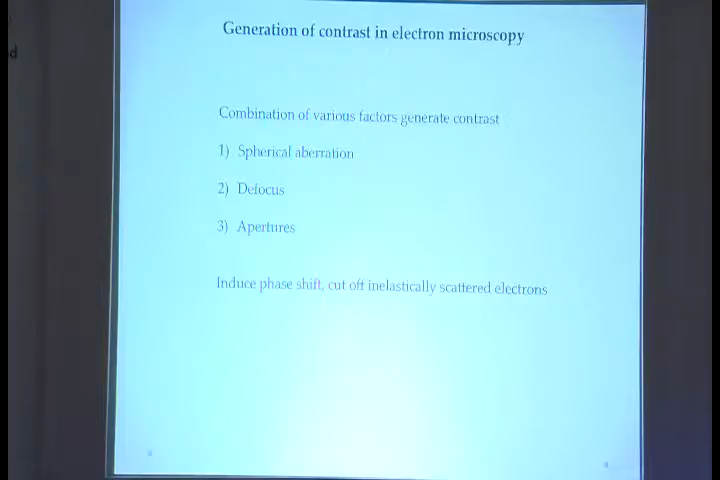 Generation of contrast in electron microscopy
Combination of various factors generate contrast
1) Spherical aberration
2) Defocus
3) Apertures
Induce phase shift, cut off inelastically scattered electrons